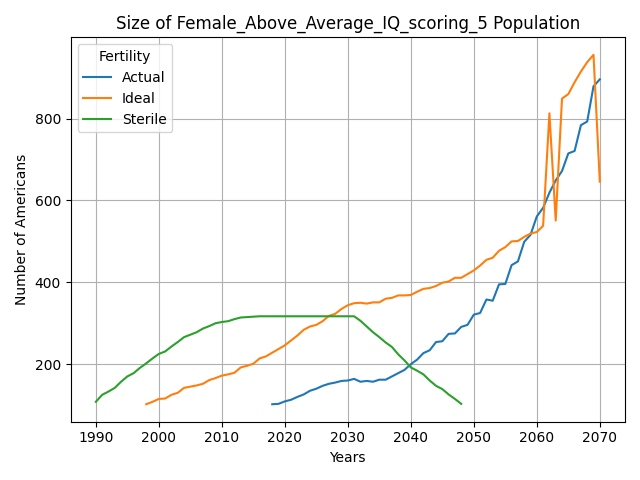 Size of Female_Above_Average_IQ_scoring_5 Population
Fertility
Actual
Ideal
Sterile
Number of Americans
800
600
400
200
1990 2000 2010 2020 2030 2040 2050 2060 2070
Years